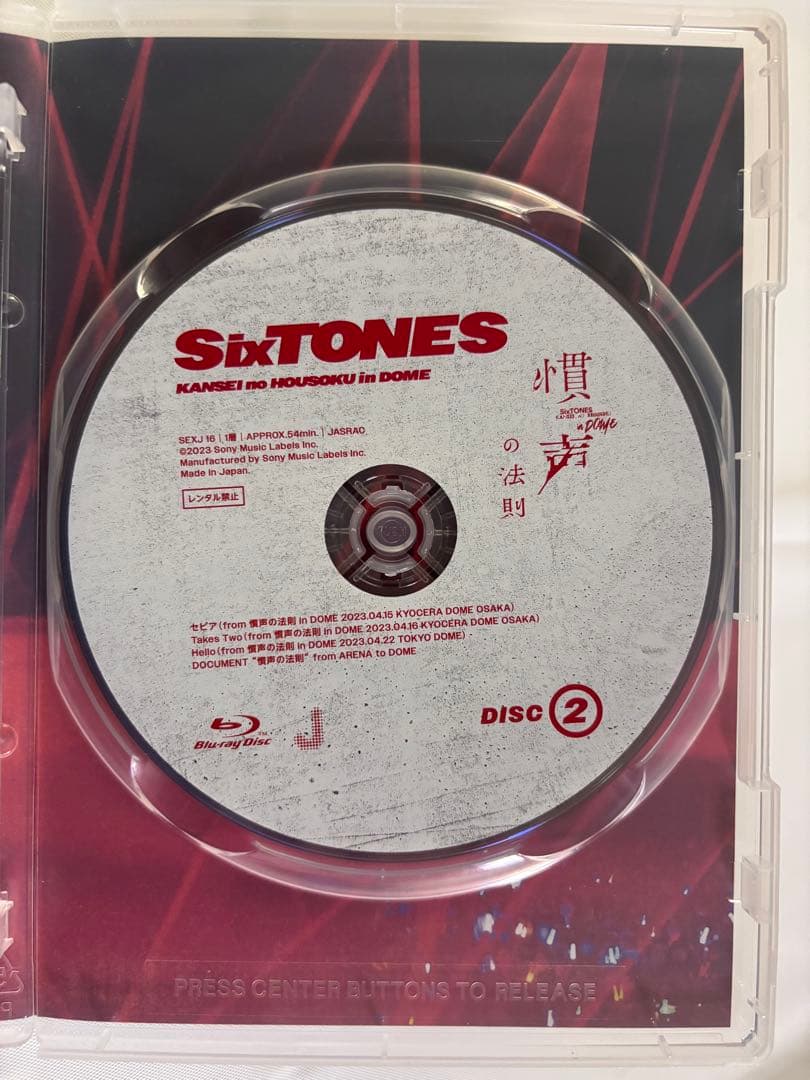 SixTONES
KANSEI no HOUSOKU in DOME
慣声の法則
SixTONES
in DOME
SEXJ 16 | 1層 | APPROX.54min. | JASRAC
©2023 Sony Music Labels Inc.
Manufactured by Sony Music Labels Inc.
Made in Japan.
レンタル禁止
セピア(from 慣声の法則 in DOME 2023.04.15 KYOCERA DOME OSAKA)
Takes Two(from 慣声の法則 in DOME 2023.04.16 KYOCERA DOME OSAKA)
Hello(from 慣声の法則 in DOME 2023.04.22 TOKYO DOME)
DOCUMENT "慣声の法則" from ARENA to DOME
Blu-ray Disc
TM
J
DISC 2
PRESS CENTER BUTTONS TO RELEASE